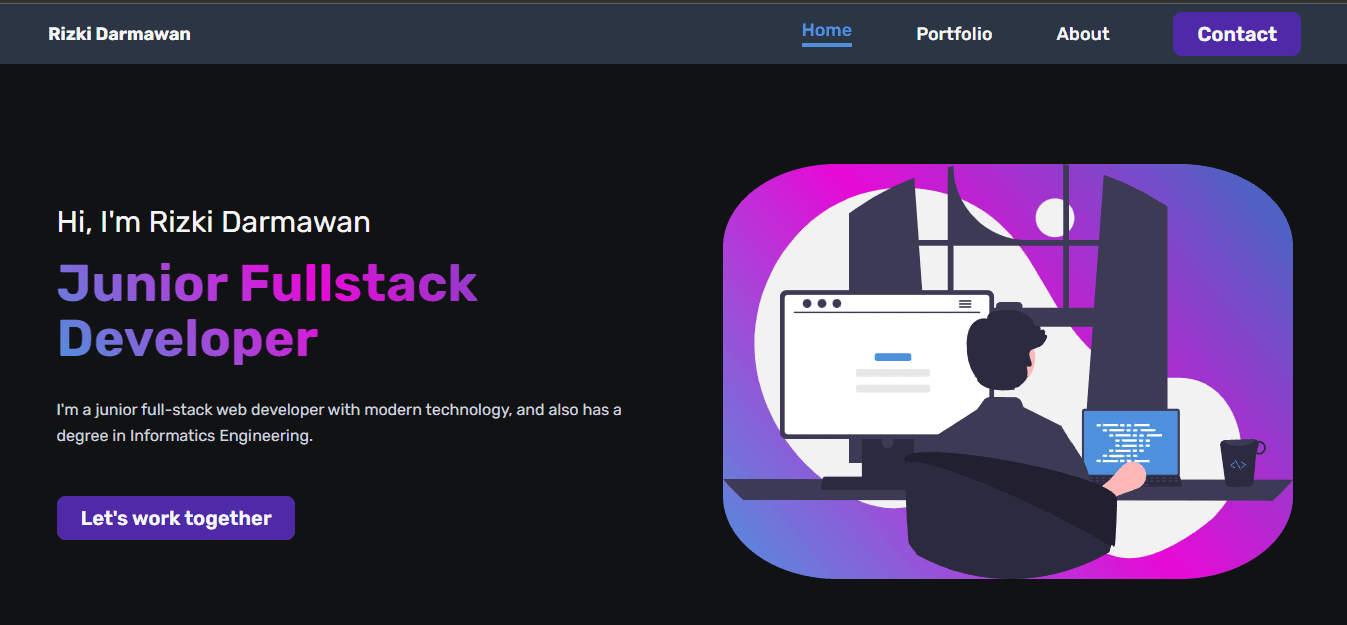 Rizki Darmawan
Home
Portfolio
About
Contact
Hi, I'm Rizki Darmawan
Junior Fullstack
Developer
I'm a junior full-stack web developer with modern technology, and also has a
degree in Informatics Engineering.
Let's work together
</>